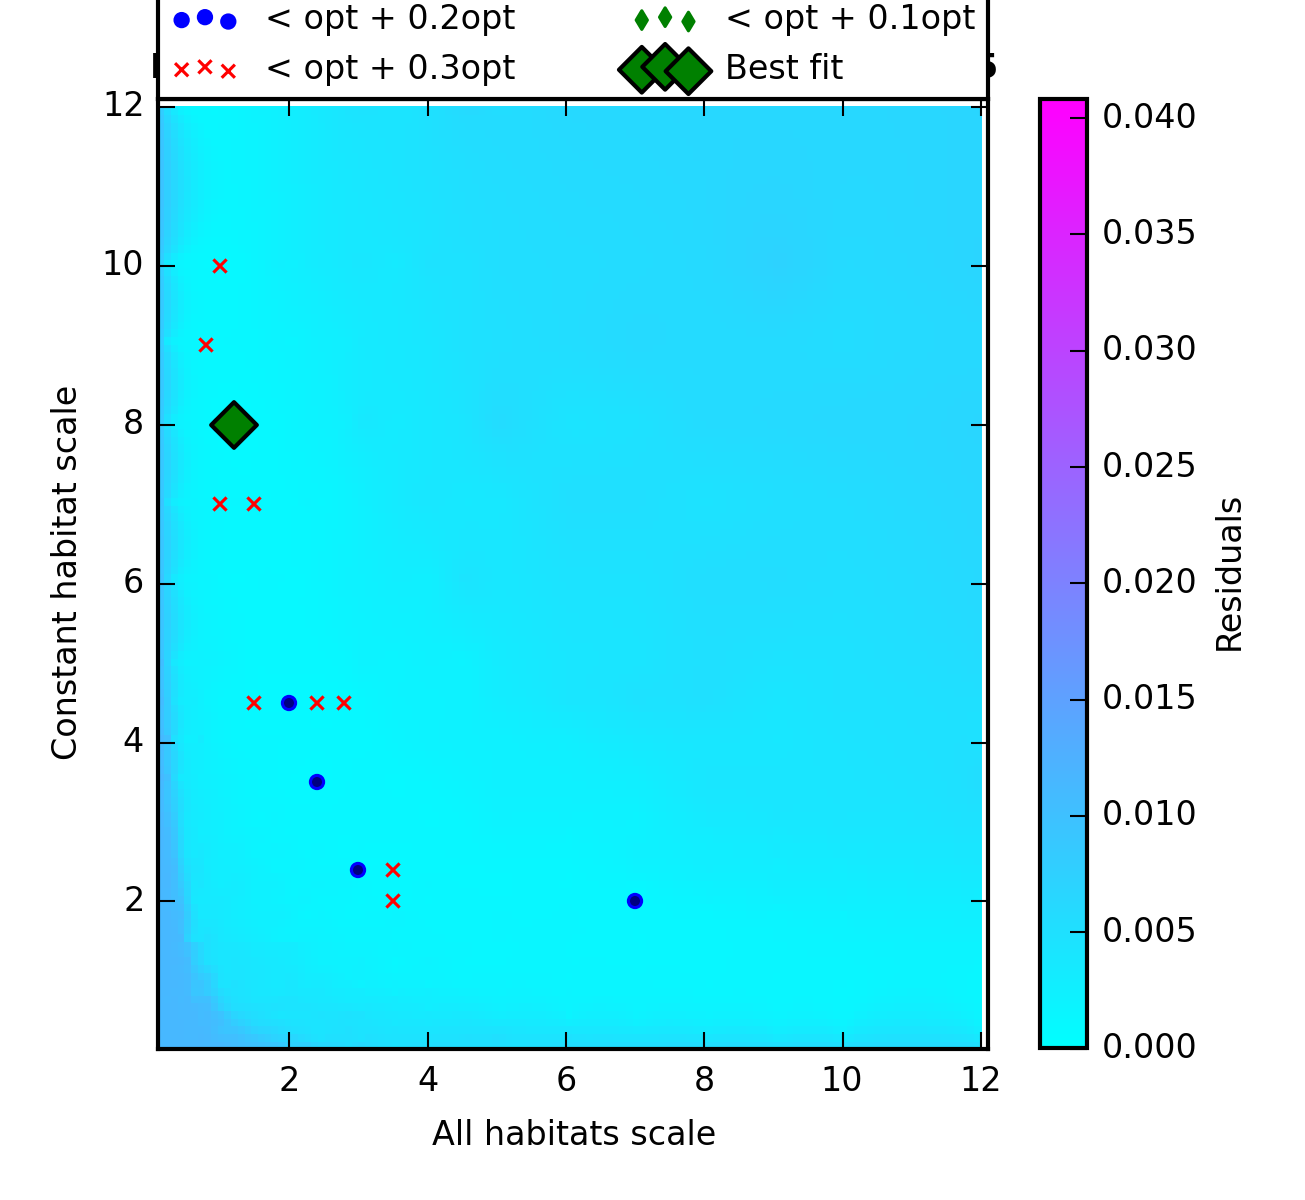 < opt + 0.2opt < opt + 0.1opt
< opt + 0.3opt Best fit
12
10
8
6
4
2
Constant habitat scale
2 4 6 8 10 12
All habitats scale
0.040
0.035
0.030
0.025
0.020
0.015
0.010
0.005
0.000
Residuals